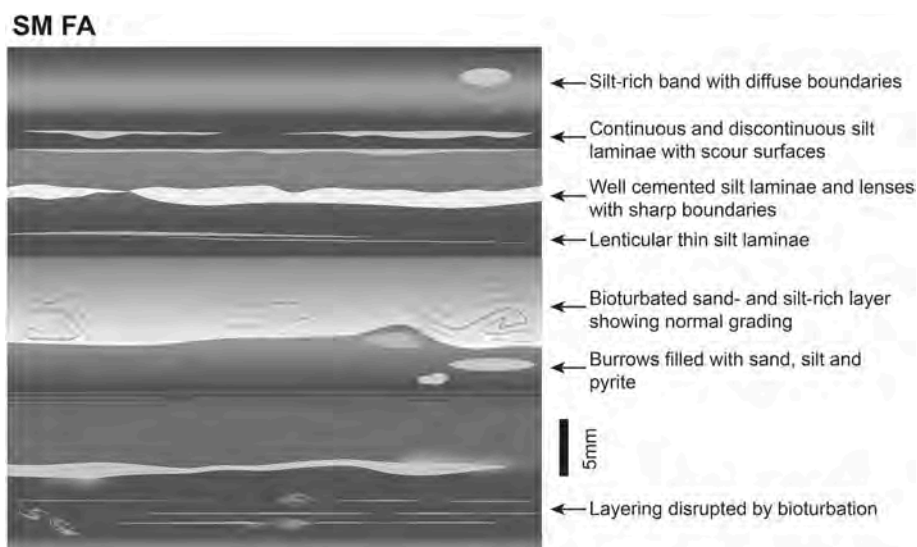 SM FA
Silt-rich band with diffuse boundaries
Continuous and discontinuous silt
laminae with scour surfaces
Well cemented silt laminae and lenses
with sharp boundaries
Lenticular thin silt laminae
Bioturbated sand- and silt-rich layer
showing normal grading
Burrows filled with sand, silt and
pyrite
5mm
Layering disrupted by bioturbation